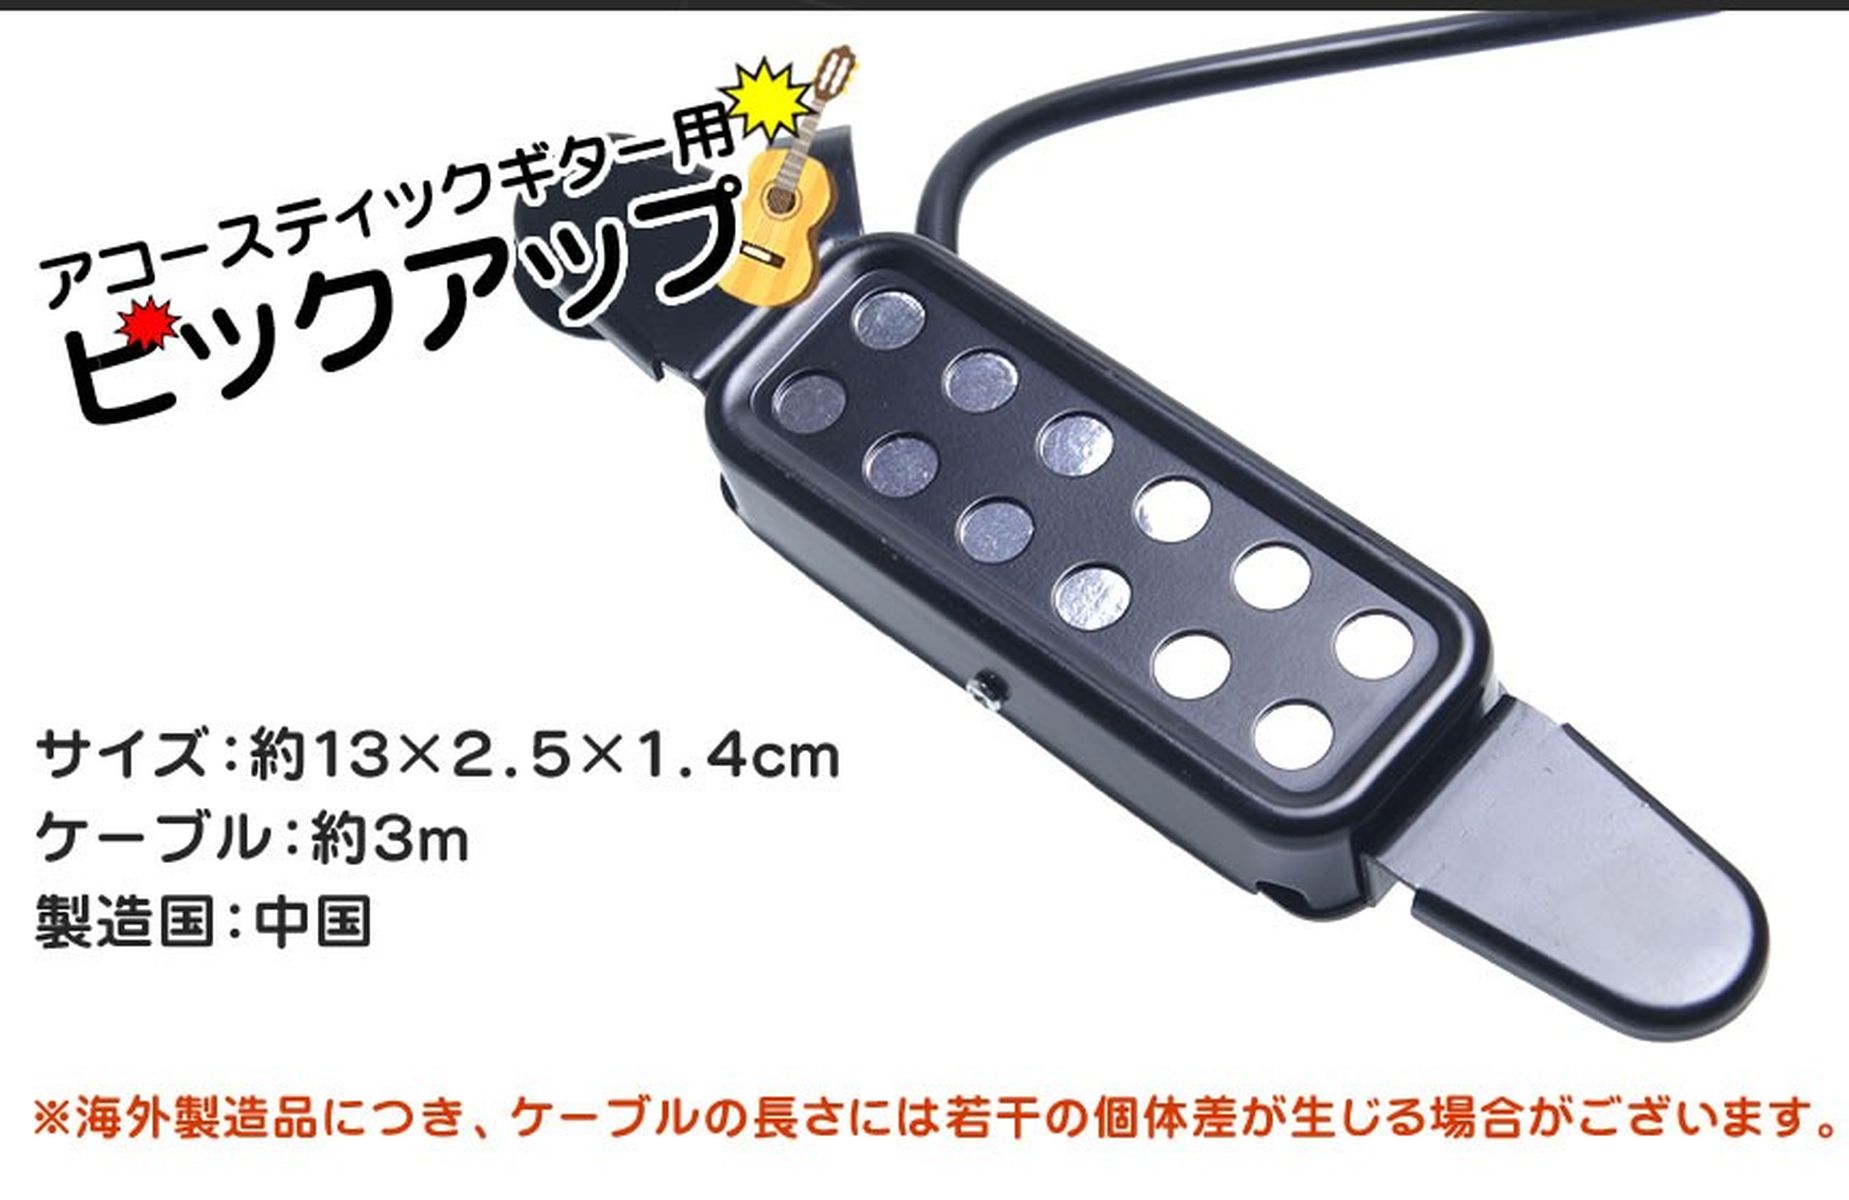 アコースティックギター用
ピックアップ
サイズ：約13×2.5×1.4cm
ケーブル：約3m
製造国：中国
※海外製造品につき、ケーブルの長さには若干の個体差が生じる場合がございます。